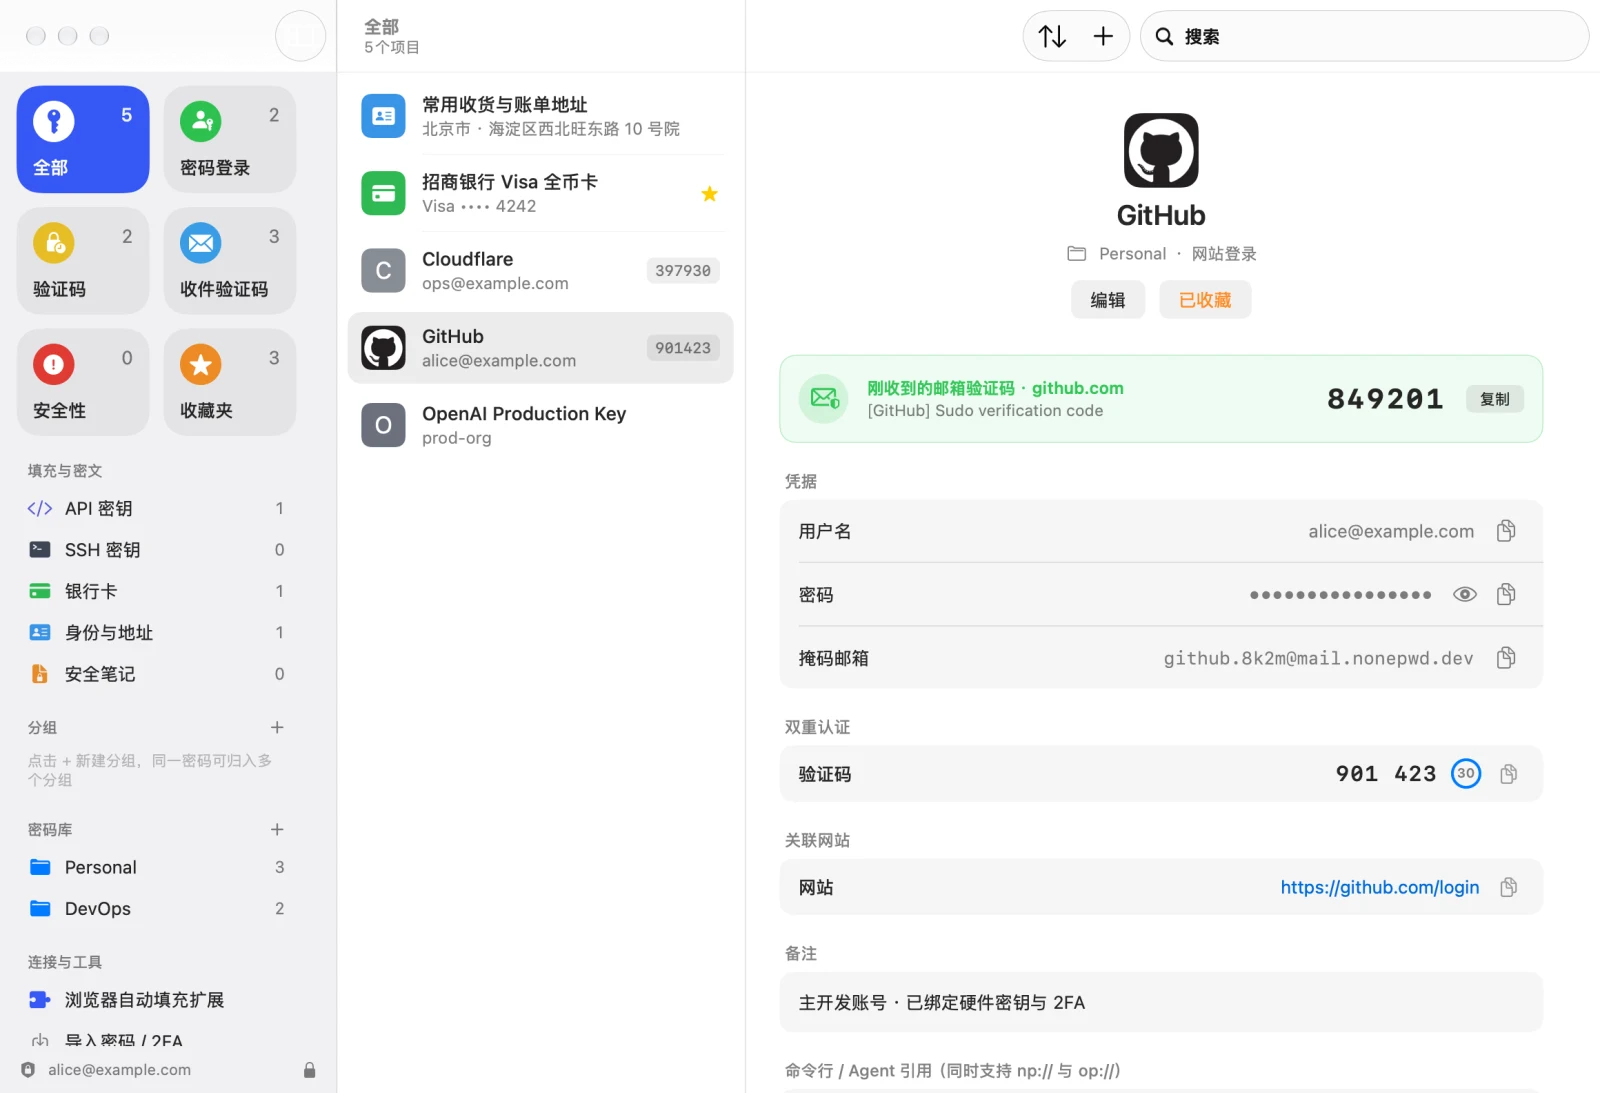 全部
5
密码登录
2
验证码
2
收件验证码
3
安全性
0
收藏夹
3
填充与密文
API 密钥
1
SSH 密钥
0
银行卡
1
身份与地址
1
安全笔记
0
分组
点击 + 新建分组，同一密码可归入多
个分组
密码库
Personal
3
DevOps
2
连接与工具
浏览器自动填充扩展
导入密码 / 2FA
alice@example.com
全部
5个项目
常用收货与账单地址
北京市 · 海淀区西北旺东路 10 号院
招商银行 Visa 全币卡
Visa •••• 4242
C
Cloudflare
ops@example.com
397930
GitHub
alice@example.com
901423
O
OpenAI Production Key
prod-org
搜索
GitHub
Personal · 网站登录
编辑
已收藏
刚收到的邮箱验证码 · github.com
[GitHub] Sudo verification code
849201
复制
凭据
用户名
alice@example.com
密码
••••••••••••••••
掩码邮箱
github.8k2m@mail.nonepwd.dev
双重认证
验证码
901 423
30
关联网站
网站
https://github.com/login
备注
主开发账号 · 已绑定硬件密钥与 2FA
命令行 / Agent 引用（同时支持 np:// 与 op://）